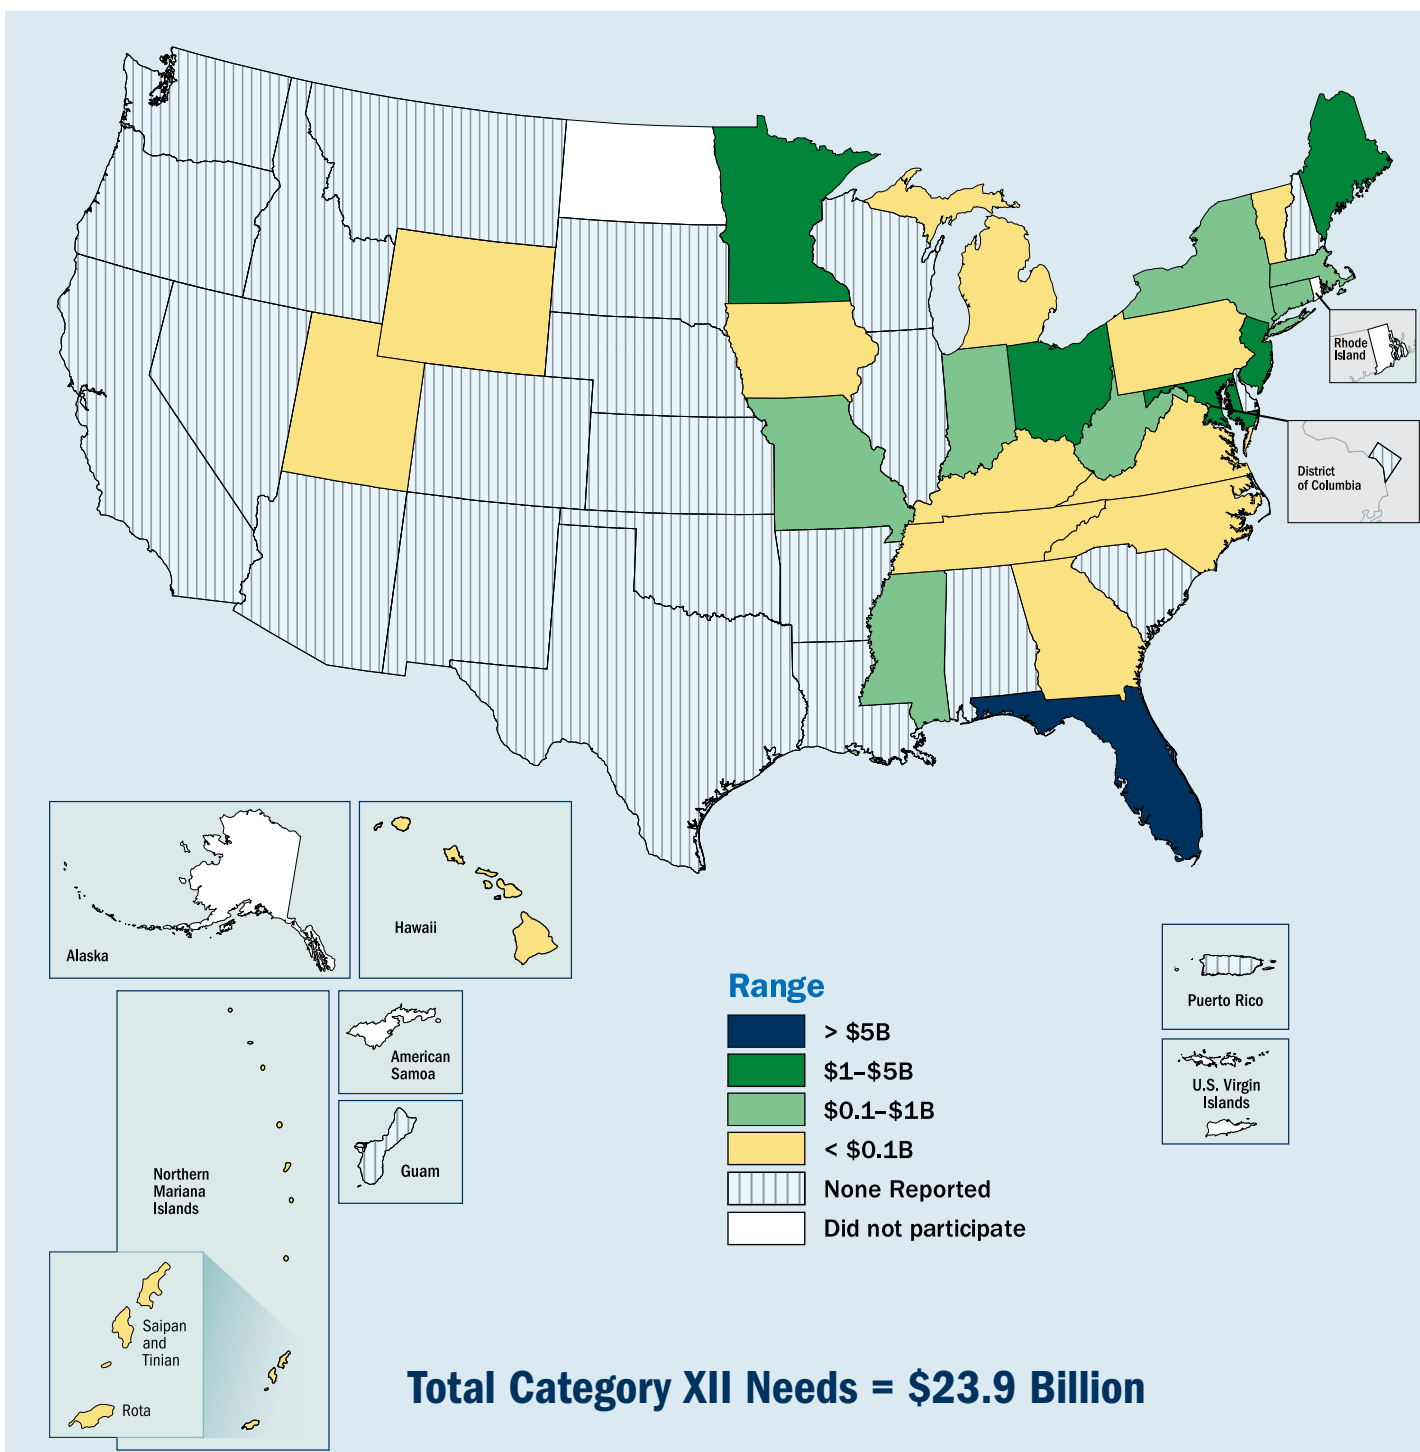 Rhode
Island
District
of Columbia
Alaska
Hawaii
American
Samoa
Guam
Northern
Mariana
Islands
Saipan
and
Tinian
Rota
Range
> $5B
$1–$5B
$0.1–$1B
< $0.1B
None Reported
Did not participate
Puerto Rico
U.S. Virgin
Islands
Total Category XII Needs = $23.9 Billion